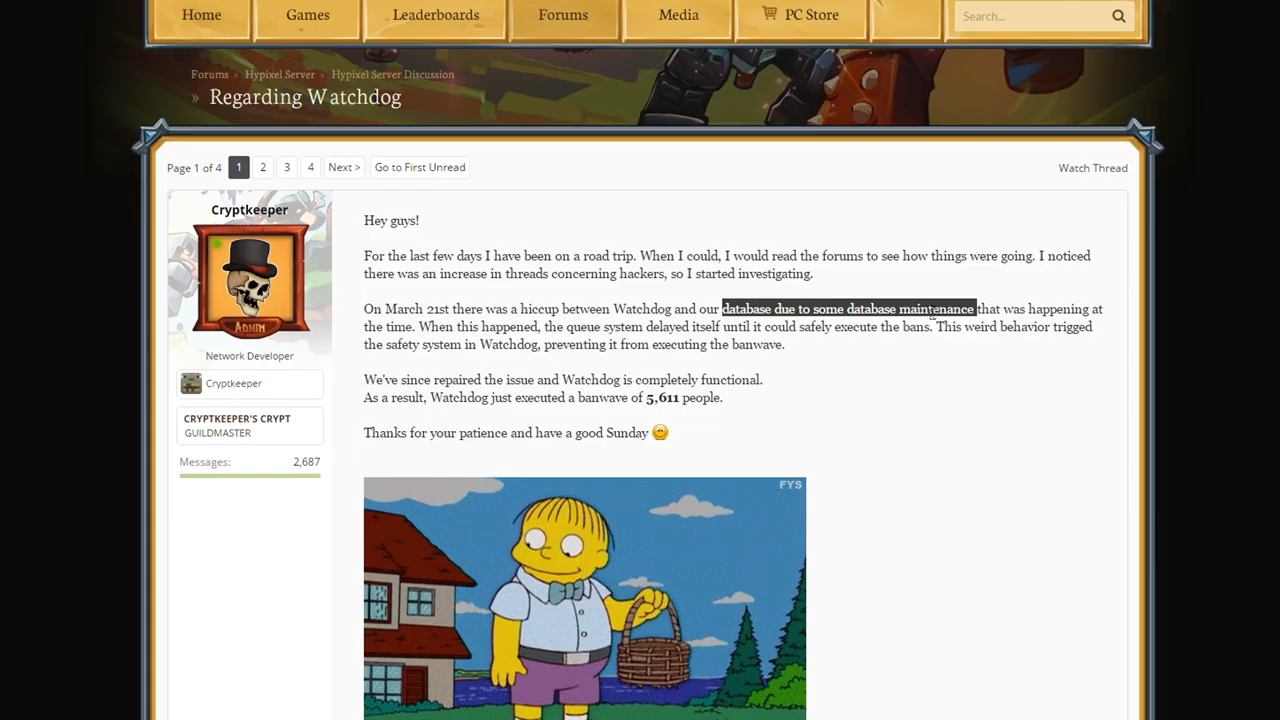 Home Games Leaderboards Forums Media PC Store Search...
Forums › Hypixel Server › Hypixel Server Discussion
» Regarding Watchdog
Page 1 of 4 1 2 3 4 Next > Go to First Unread Watch Thread
Cryptkeeper
ADMIN
Network Developer
Cryptkeeper
CRYPTKEEPER'S CRYPT
GUILDMASTER
Messages: 2,687
Hey guys!
For the last few days I have been on a road trip. When I could, I would read the forums to see how things were going. I noticed
there was an increase in threads concerning hackers, so I started investigating.
On March 21st there was a hiccup between Watchdog and our database due to some database maintenance that was happening at
the time. When this happened, the queue system delayed itself until it could safely execute the bans. This weird behavior trigged
the safety system in Watchdog, preventing it from executing the banwave.
We've since repaired the issue and Watchdog is completely functional.
As a result, Watchdog just executed a banwave of 5,611 people.
Thanks for your patience and have a good Sunday
FYS